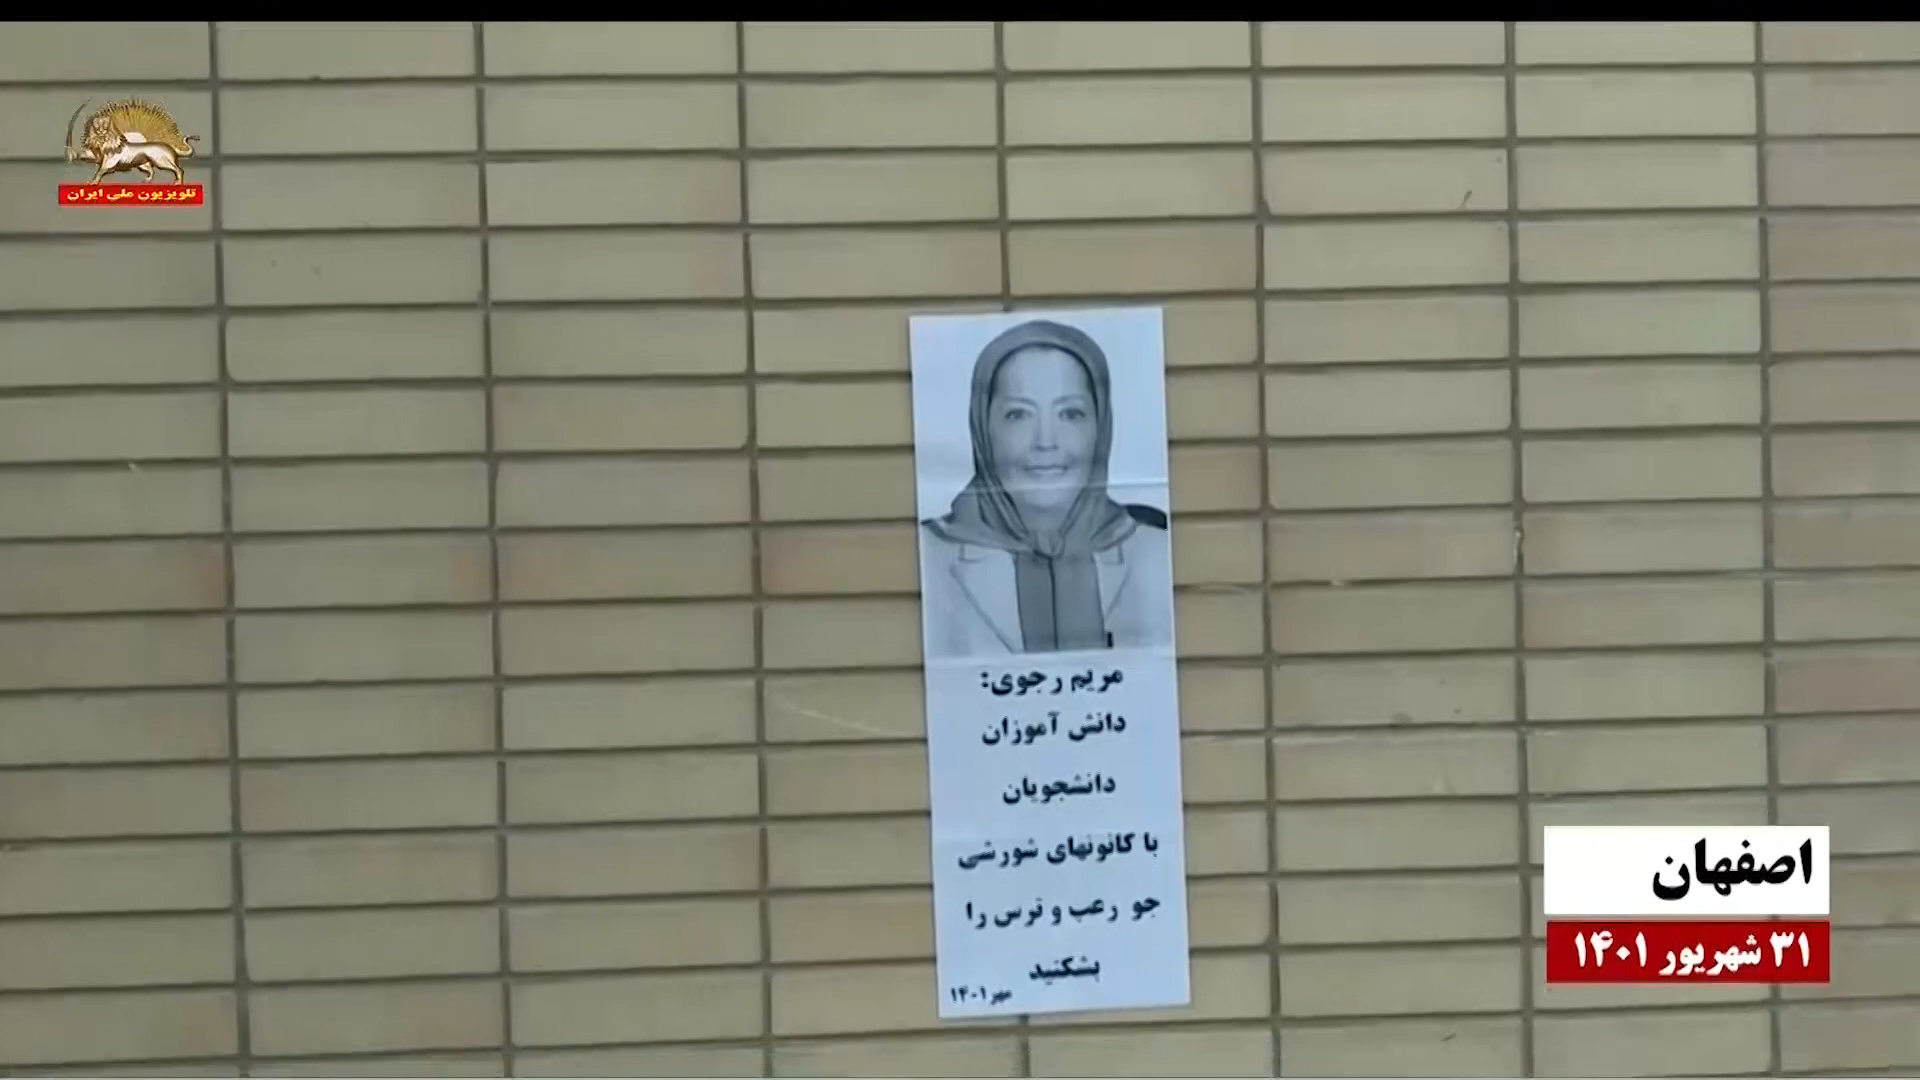 تلویزیون ملی ایران
مریم رجوی:
دانش آموزان
دانشجویان
با کانونهای شورشی
جو رعب و ترس را
بشکنید
مهر ۱۴۰۱
اصفهان
۳۱ شهریور ۱۴۰۱